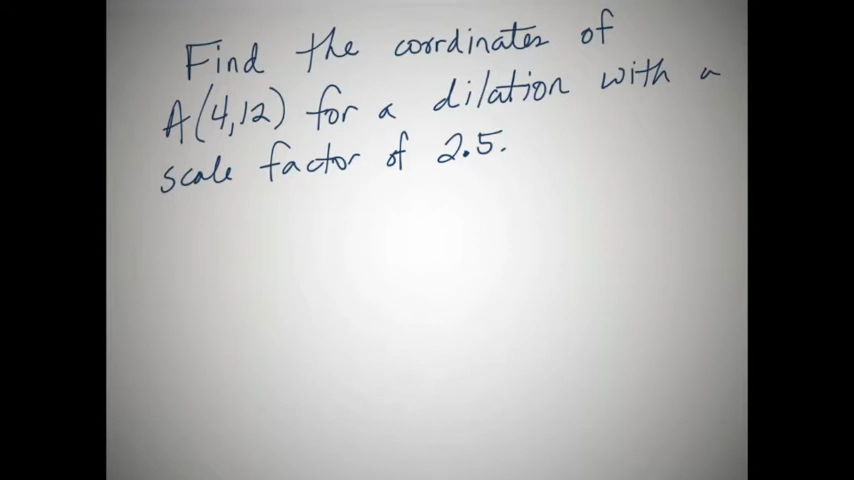 Find the coordinates of
A(4,12) for a dilation with a
scale factor of 2.5.